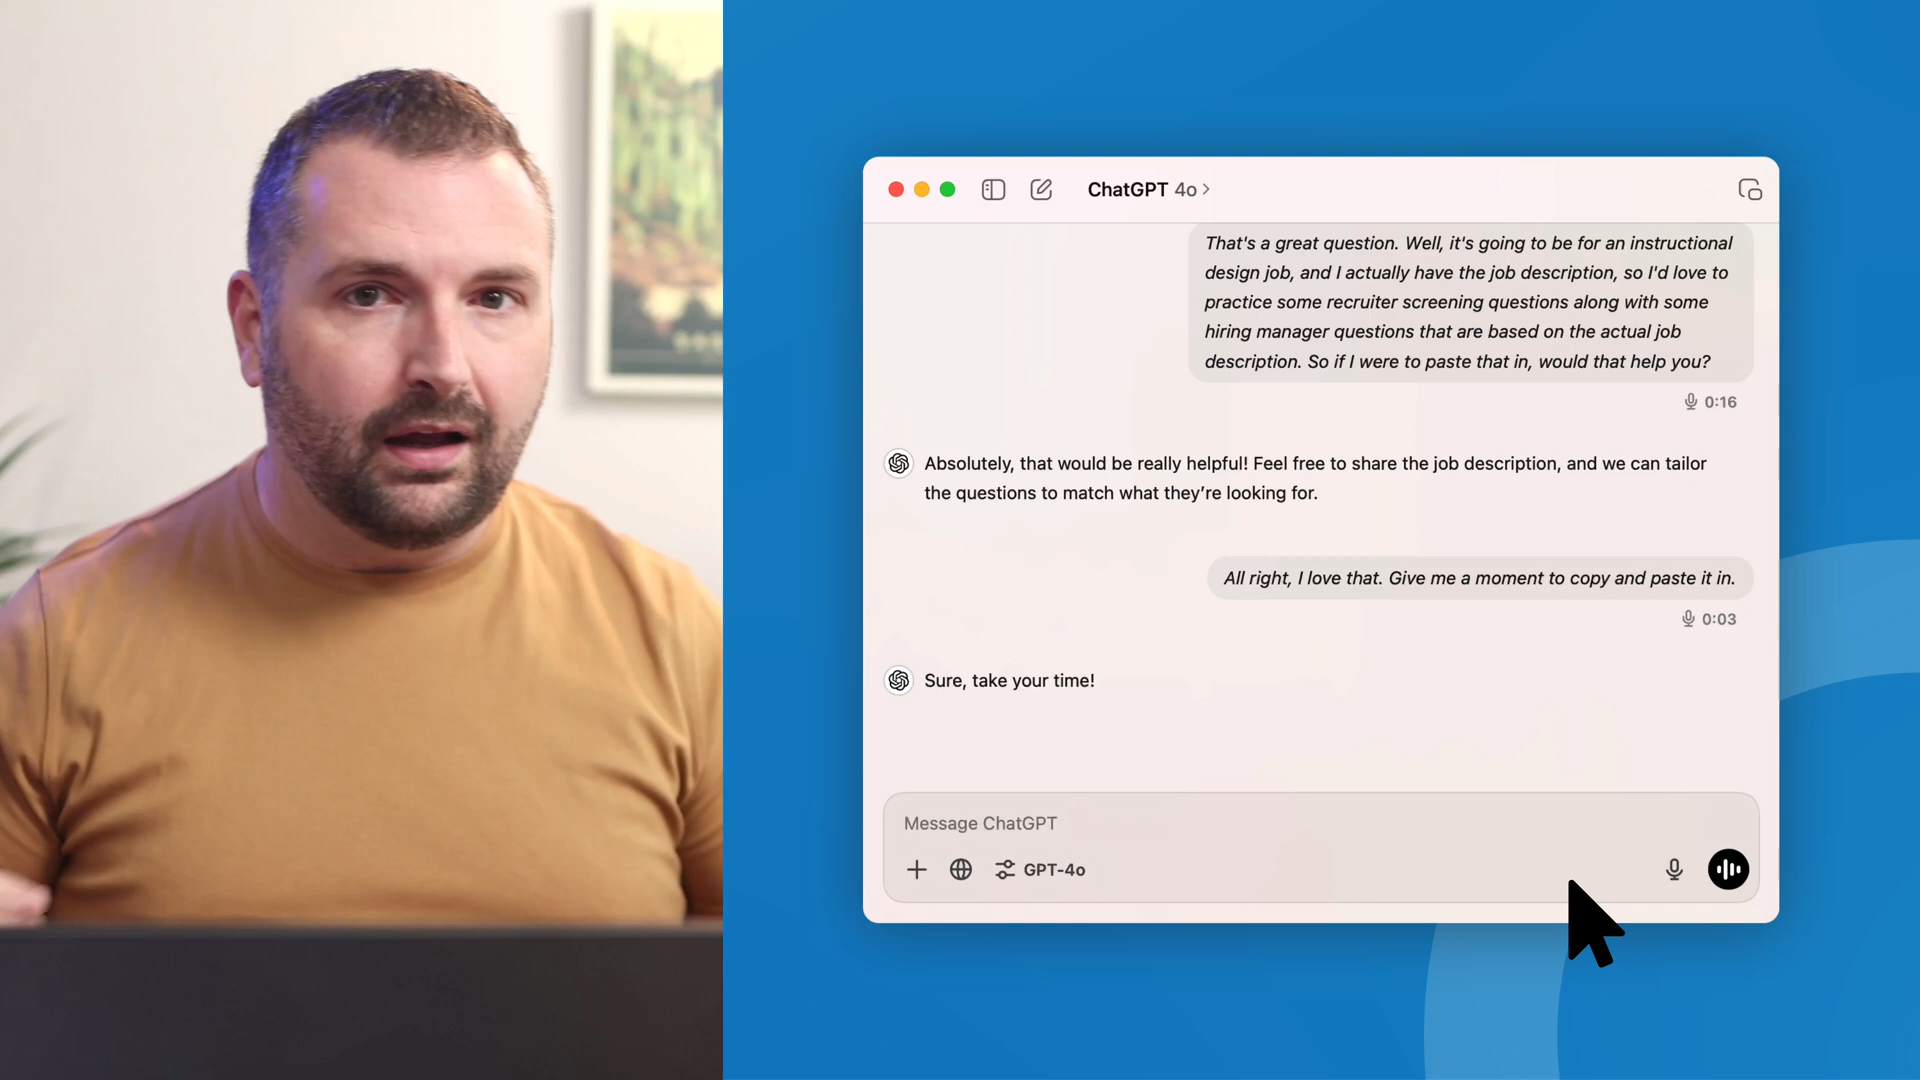 ChatGPT 4o >
That's a great question. Well, it's going to be for an instructional
design job, and I actually have the job description, so I'd love to
practice some recruiter screening questions along with some
hiring manager questions that are based on the actual job
description. So if I were to paste that in, would that help you?
0:16
Absolutely, that would be really helpful! Feel free to share the job description, and we can tailor
the questions to match what they’re looking for.
All right, I love that. Give me a moment to copy and paste it in.
0:03
Sure, take your time!
Message ChatGPT
GPT-4o